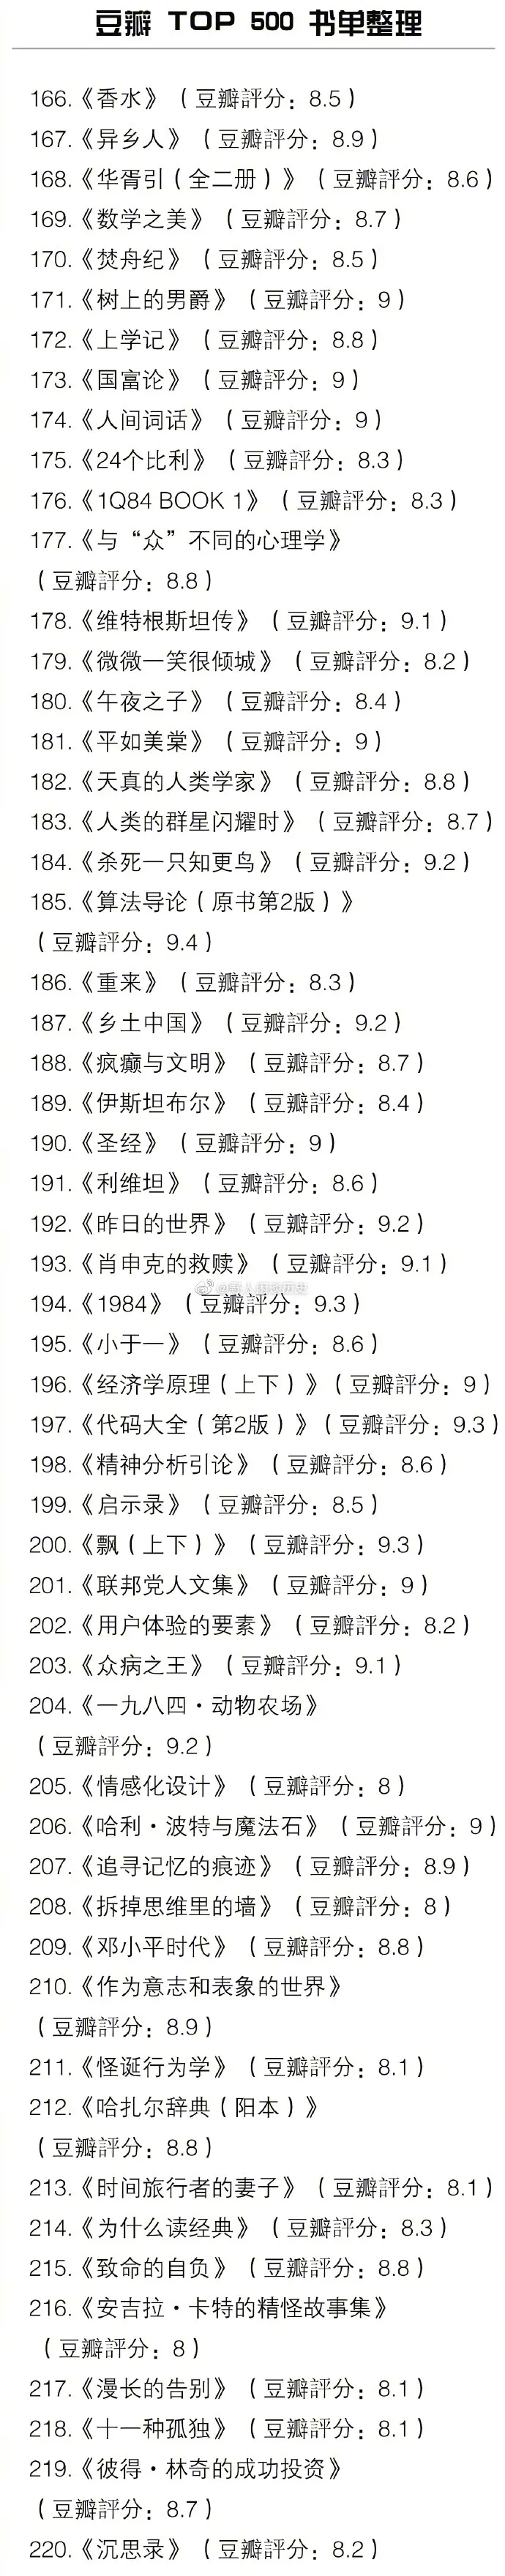 豆瓣 TOP 500 书单整理
166.《香水》（豆瓣評分：8.5）
167.《异乡人》（豆瓣評分：8.9）
168.《华胥引（全二册）》（豆瓣評分：8.6）
169.《数学之美》（豆瓣評分：8.7）
170.《焚舟纪》（豆瓣評分：8.5）
171.《树上的男爵》（豆瓣評分：9）
172.《上学记》（豆瓣評分：8.8）
173.《国富论》（豆瓣評分：9）
174.《人间词话》（豆瓣評分：9）
175.《24个比利》（豆瓣評分：8.3）
176.《1Q84 BOOK 1》（豆瓣評分：8.3）
177.《与“众”不同的心理学》
（豆瓣評分：8.8）
178.《维特根斯坦传》（豆瓣評分：9.1）
179.《微微一笑很倾城》（豆瓣評分：8.2）
180.《午夜之子》（豆瓣評分：8.4）
181.《平如美棠》（豆瓣評分：9）
182.《天真的人类学家》（豆瓣評分：8.8）
183.《人类的群星闪耀时》（豆瓣評分：8.7）
184.《杀死一只知更鸟》（豆瓣評分：9.2）
185.《算法导论（原书第2版）》
（豆瓣評分：9.4）
186.《重来》（豆瓣評分：8.3）
187.《乡土中国》（豆瓣評分：9.2）
188.《疯癫与文明》（豆瓣評分：8.7）
189.《伊斯坦布尔》（豆瓣評分：8.4）
190.《圣经》（豆瓣評分：9）
191.《利维坦》（豆瓣評分：8.6）
192.《昨日的世界》（豆瓣評分：9.2）
193.《肖申克的救赎》（豆瓣評分：9.1）
194.《1984》（豆瓣評分：9.3）
195.《小于一》（豆瓣評分：8.6）
196.《经济学原理（上下）》（豆瓣評分：9）
197.《代码大全（第2版）》（豆瓣評分：9.3）
198.《精神分析引论》（豆瓣評分：8.6）
199.《启示录》（豆瓣評分：8.5）
200.《飘（上下）》（豆瓣評分：9.3）
201.《联邦党人文集》（豆瓣評分：9）
202.《用户体验的要素》（豆瓣評分：8.2）
203.《众病之王》（豆瓣評分：9.1）
204.《一九八四·动物农场》
（豆瓣評分：9.2）
205.《情感化设计》（豆瓣評分：8）
206.《哈利·波特与魔法石》（豆瓣評分：9）
207.《追寻记忆的痕迹》（豆瓣評分：8.9）
208.《拆掉思维里的墙》（豆瓣評分：8）
209.《邓小平时代》（豆瓣評分：8.8）
210.《作为意志和表象的世界》
（豆瓣評分：8.9）
211.《怪诞行为学》（豆瓣評分：8.1）
212.《哈扎尔辞典（阳本）》
（豆瓣評分：8.8）
213.《时间旅行者的妻子》（豆瓣評分：8.1）
214.《为什么读经典》（豆瓣評分：8.3）
215.《致命的自负》（豆瓣評分：8.8）
216.《安吉拉·卡特的精怪故事集》
（豆瓣評分：8）
217.《漫长的告别》（豆瓣評分：8.1）
218.《十一种孤独》（豆瓣評分：8.1）
219.《彼得·林奇的成功投资》
（豆瓣評分：8.7）
220.《沉思录》（豆瓣評分：8.2）